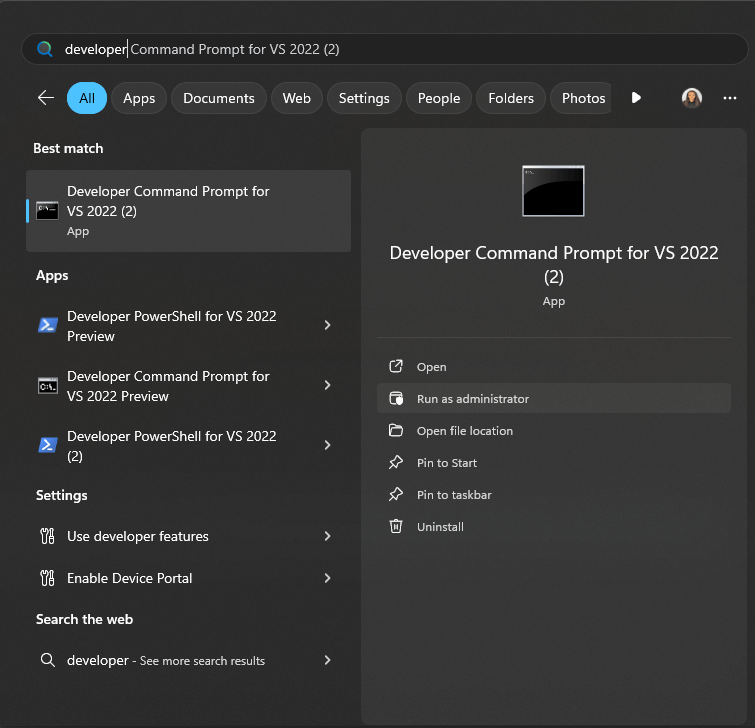 developer Command Prompt for VS 2022 (2)
All Apps Documents Web Settings People Folders Photos
Best match
Developer Command Prompt for
VS 2022 (2)
App
Apps
Developer PowerShell for VS 2022
Preview
Developer Command Prompt for
VS 2022 Preview
Developer PowerShell for VS 2022
(2)
Settings
Use developer features
Enable Device Portal
Search the web
developer - See more search results
Developer Command Prompt for VS 2022
(2)
App
Open
Run as administrator
Open file location
Pin to Start
Pin to taskbar
Uninstall